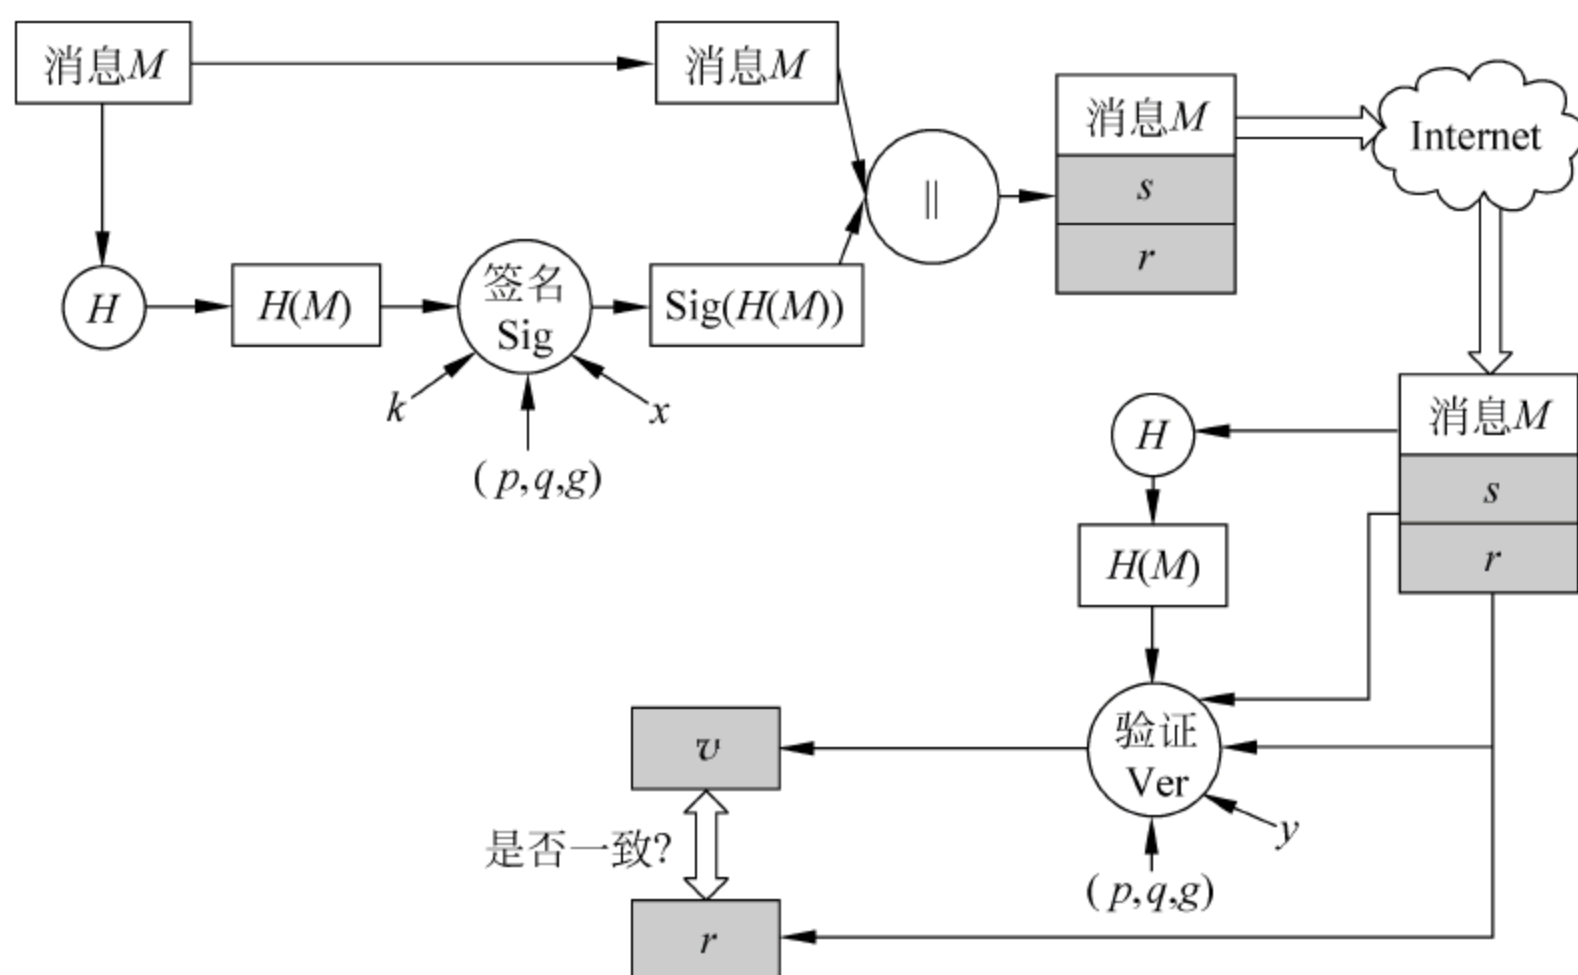 消息M
消息M
消息M
s
r
Internet
H
H(M)
签名
Sig
Sig(H(M))
||
k
x
(p,q,g)
消息M
s
r
H
H(M)
验证
Ver
y
(p,q,g)
v
是否一致?
r